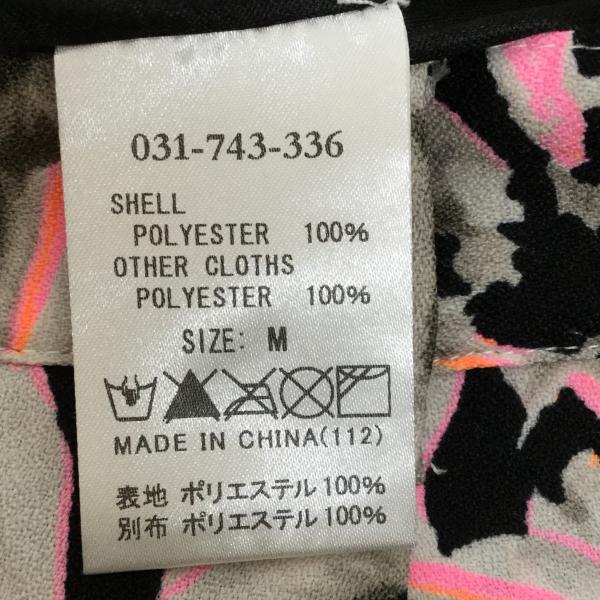 031-743-336
SHELL
POLYESTER 100%
OTHER CLOTHS
POLYESTER 100%
SIZE: M
MADE IN CHINA(112)
表地 ポリエステル100%
別布 ポリエステル100%